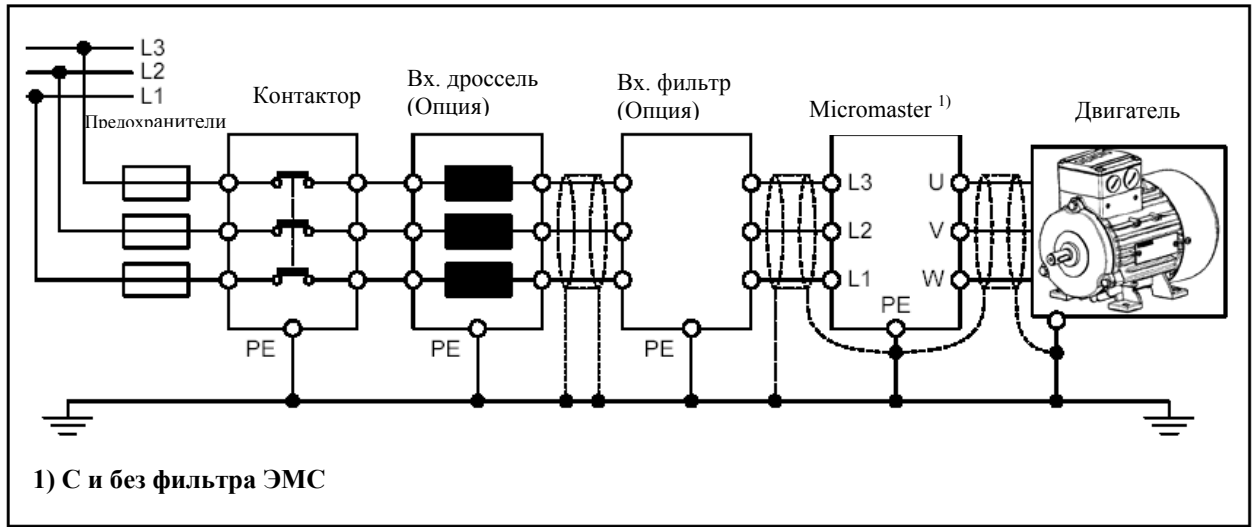 L3
L2
L1
Предохранители
Контактор
Вх. дроссель
(Опция)
Вх. фильтр
(Опция)
Micromaster 1)
Двигатель
L3
L2
L1
U
V
W
PE
PE
PE
PE
1) С и без фильтра ЭМС